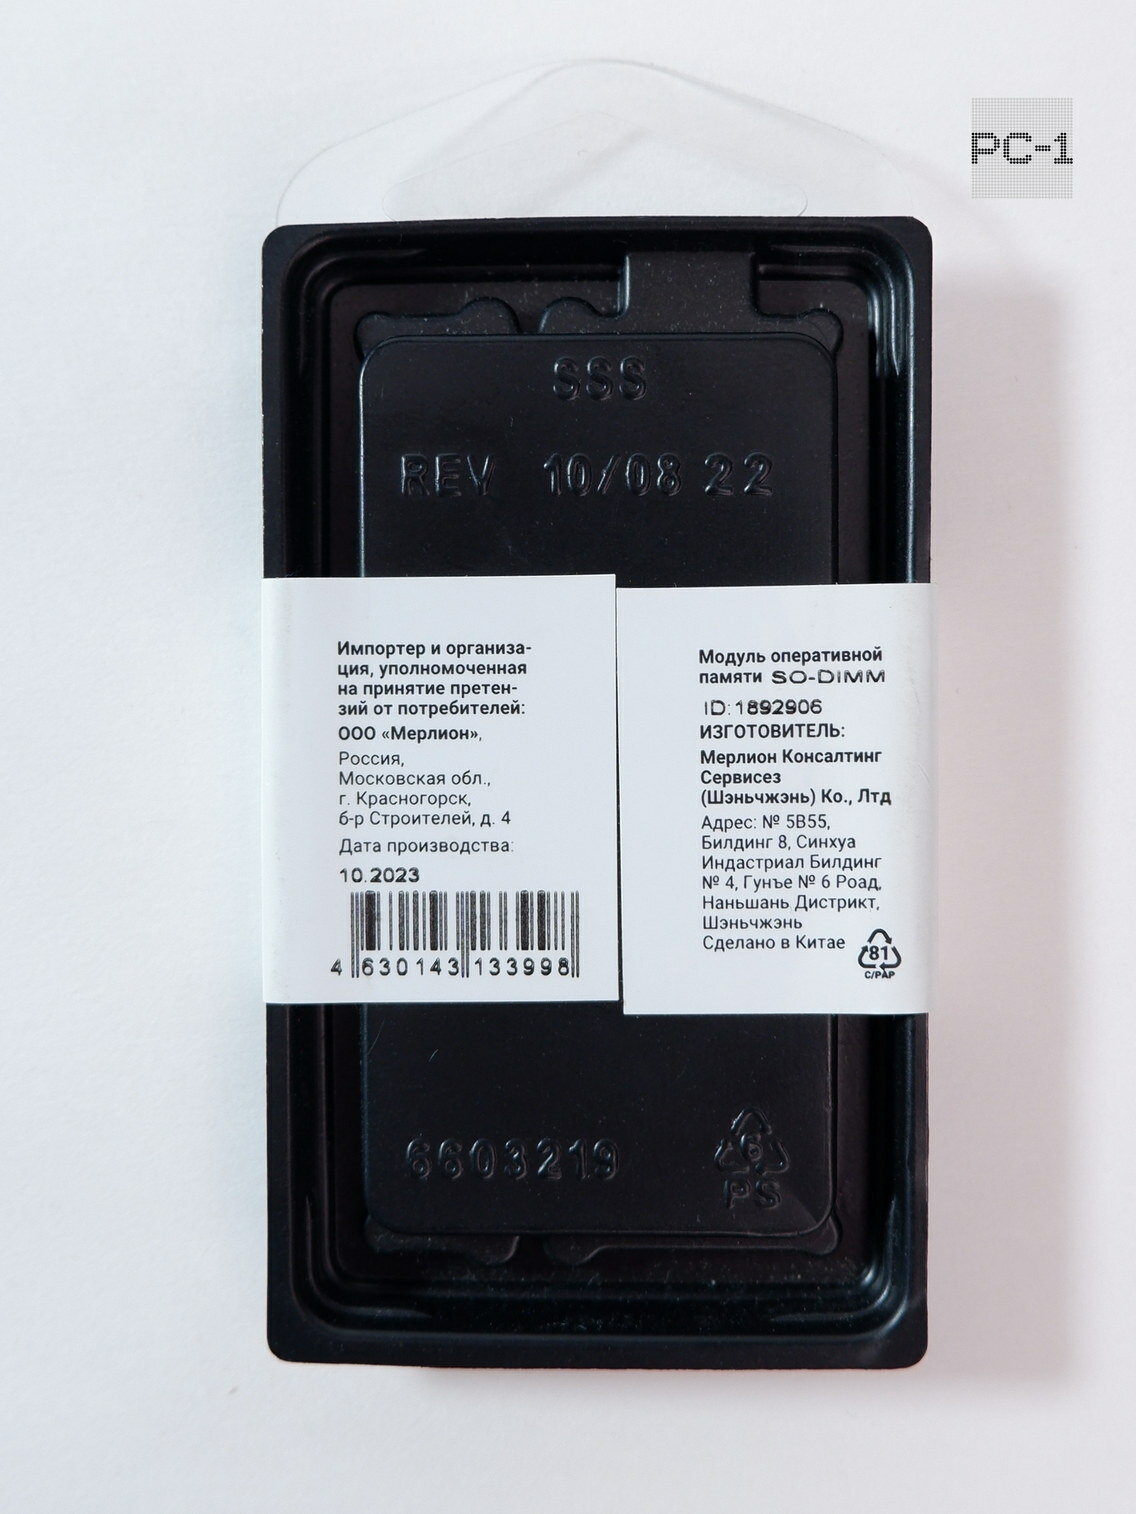 PC-1
SSS
REV 10/08 22
Импортер и организа-
ция, уполномоченная
на принятие претен-
зий от потребителей:
ООО «Мерлион»,
Россия,
Московская обл.,
г. Красногорск,
б-р Строителей, д. 4
Дата производства:
10.2023
4 630143 133998
Модуль оперативной
памяти SO-DIMM
ID: 1892906
ИЗГОТОВИТЕЛЬ:
Мерлион Консалтинг
Сервисез
(Шэньчжэнь) Ко., Лтд
Адрес: № 5B55,
Билдинг 8, Синхуа
Индастриал Билдинг
№ 4, Гунъе № 6 Роад,
Наньшань Дистрикт,
Шэньчжэнь
Сделано в Китае
81
C/PAP
6603219
6
PS